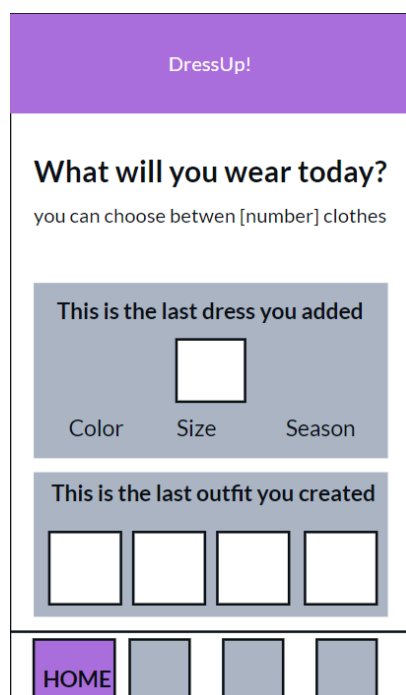 DressUp!
What will you wear today?
you can choose betwen [number] clothes
This is the last dress you added
Color Size Season
This is the last outfit you created
HOME